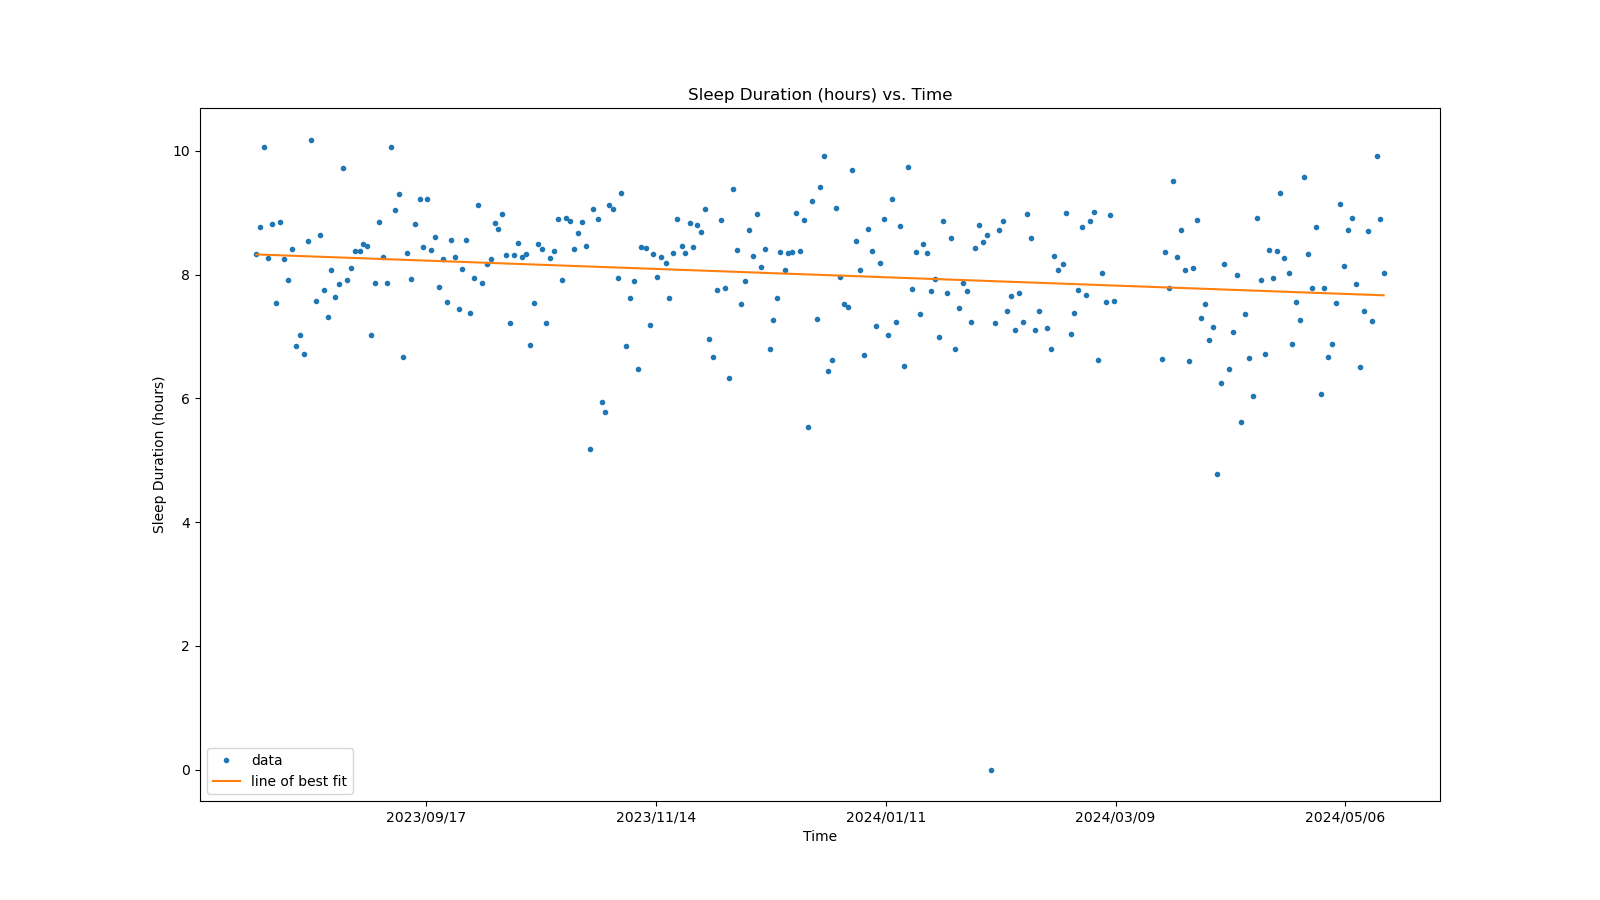 Sleep Duration (hours) vs. Time
Sleep Duration (hours)
10
8
6
4
2
0
data
line of best fit
2023/09/17
2023/11/14
2024/01/11
2024/03/09
2024/05/06
Time